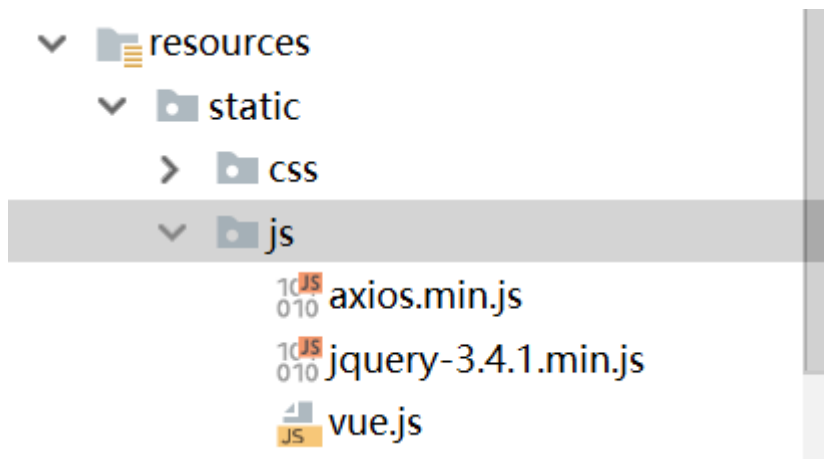 resources
static
css
js
axios.min.js
jquery-3.4.1.min.js
vue.js